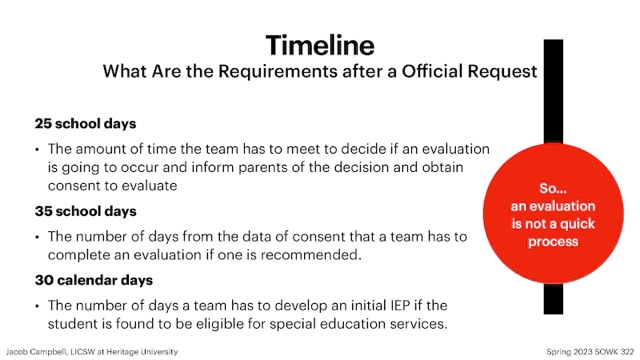 Timeline
What Are the Requirements after a Official Request
25 school days
• The amount of time the team has to meet to decide if an evaluation
is going to occur and inform parents of the decision and obtain
consent to evaluate
35 school days
• The number of days from the data of consent that a team has to
complete an evaluation if one is recommended.
30 calendar days
• The number of days a team has to develop an initial IEP if the
student is found to be eligible for special education services.
So...
an evaluation
is not a quick
process
Jacob Campbell, LICSW at Heritage University
Spring 2023 SOWK 322